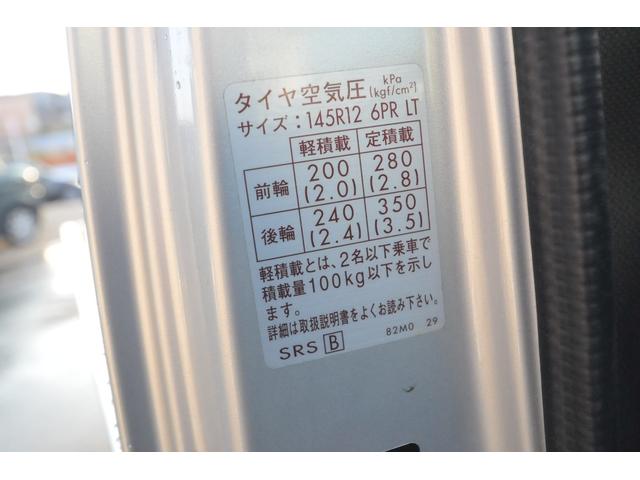 タイヤ空気圧 kPa (kgf/cm²)
サイズ:145R12 6PR LT
軽積載 定積載
前輪 200 (2.0) 280 (2.8)
後輪 240 (2.4) 350 (3.5)
軽積載とは、2名以下乗車で
積載量100kg以下を示し
ます。
詳細は取扱説明書をよくお読み下さい。
SRS B 82M0 29